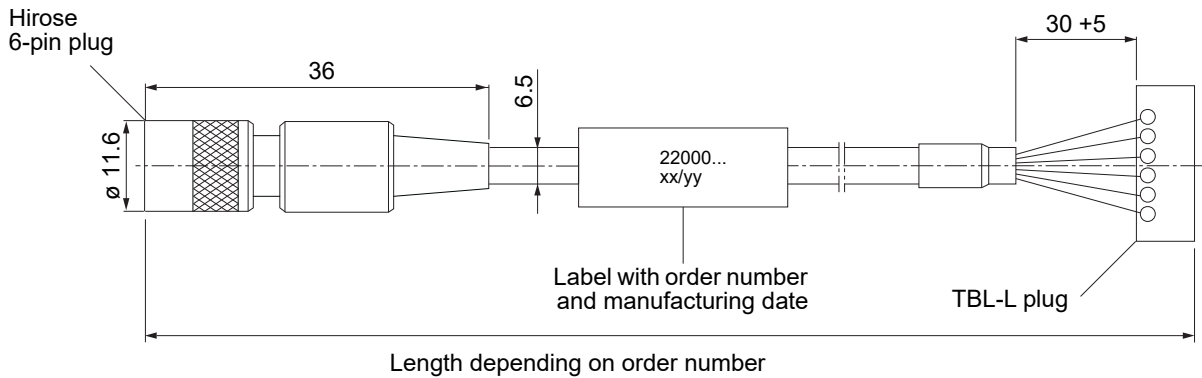 Hirose
6-pin plug
36
6.5
30 +5
ø 11.6
22000...
xx/yy
Label with order number
and manufacturing date
TBL-L plug
Length depending on order number